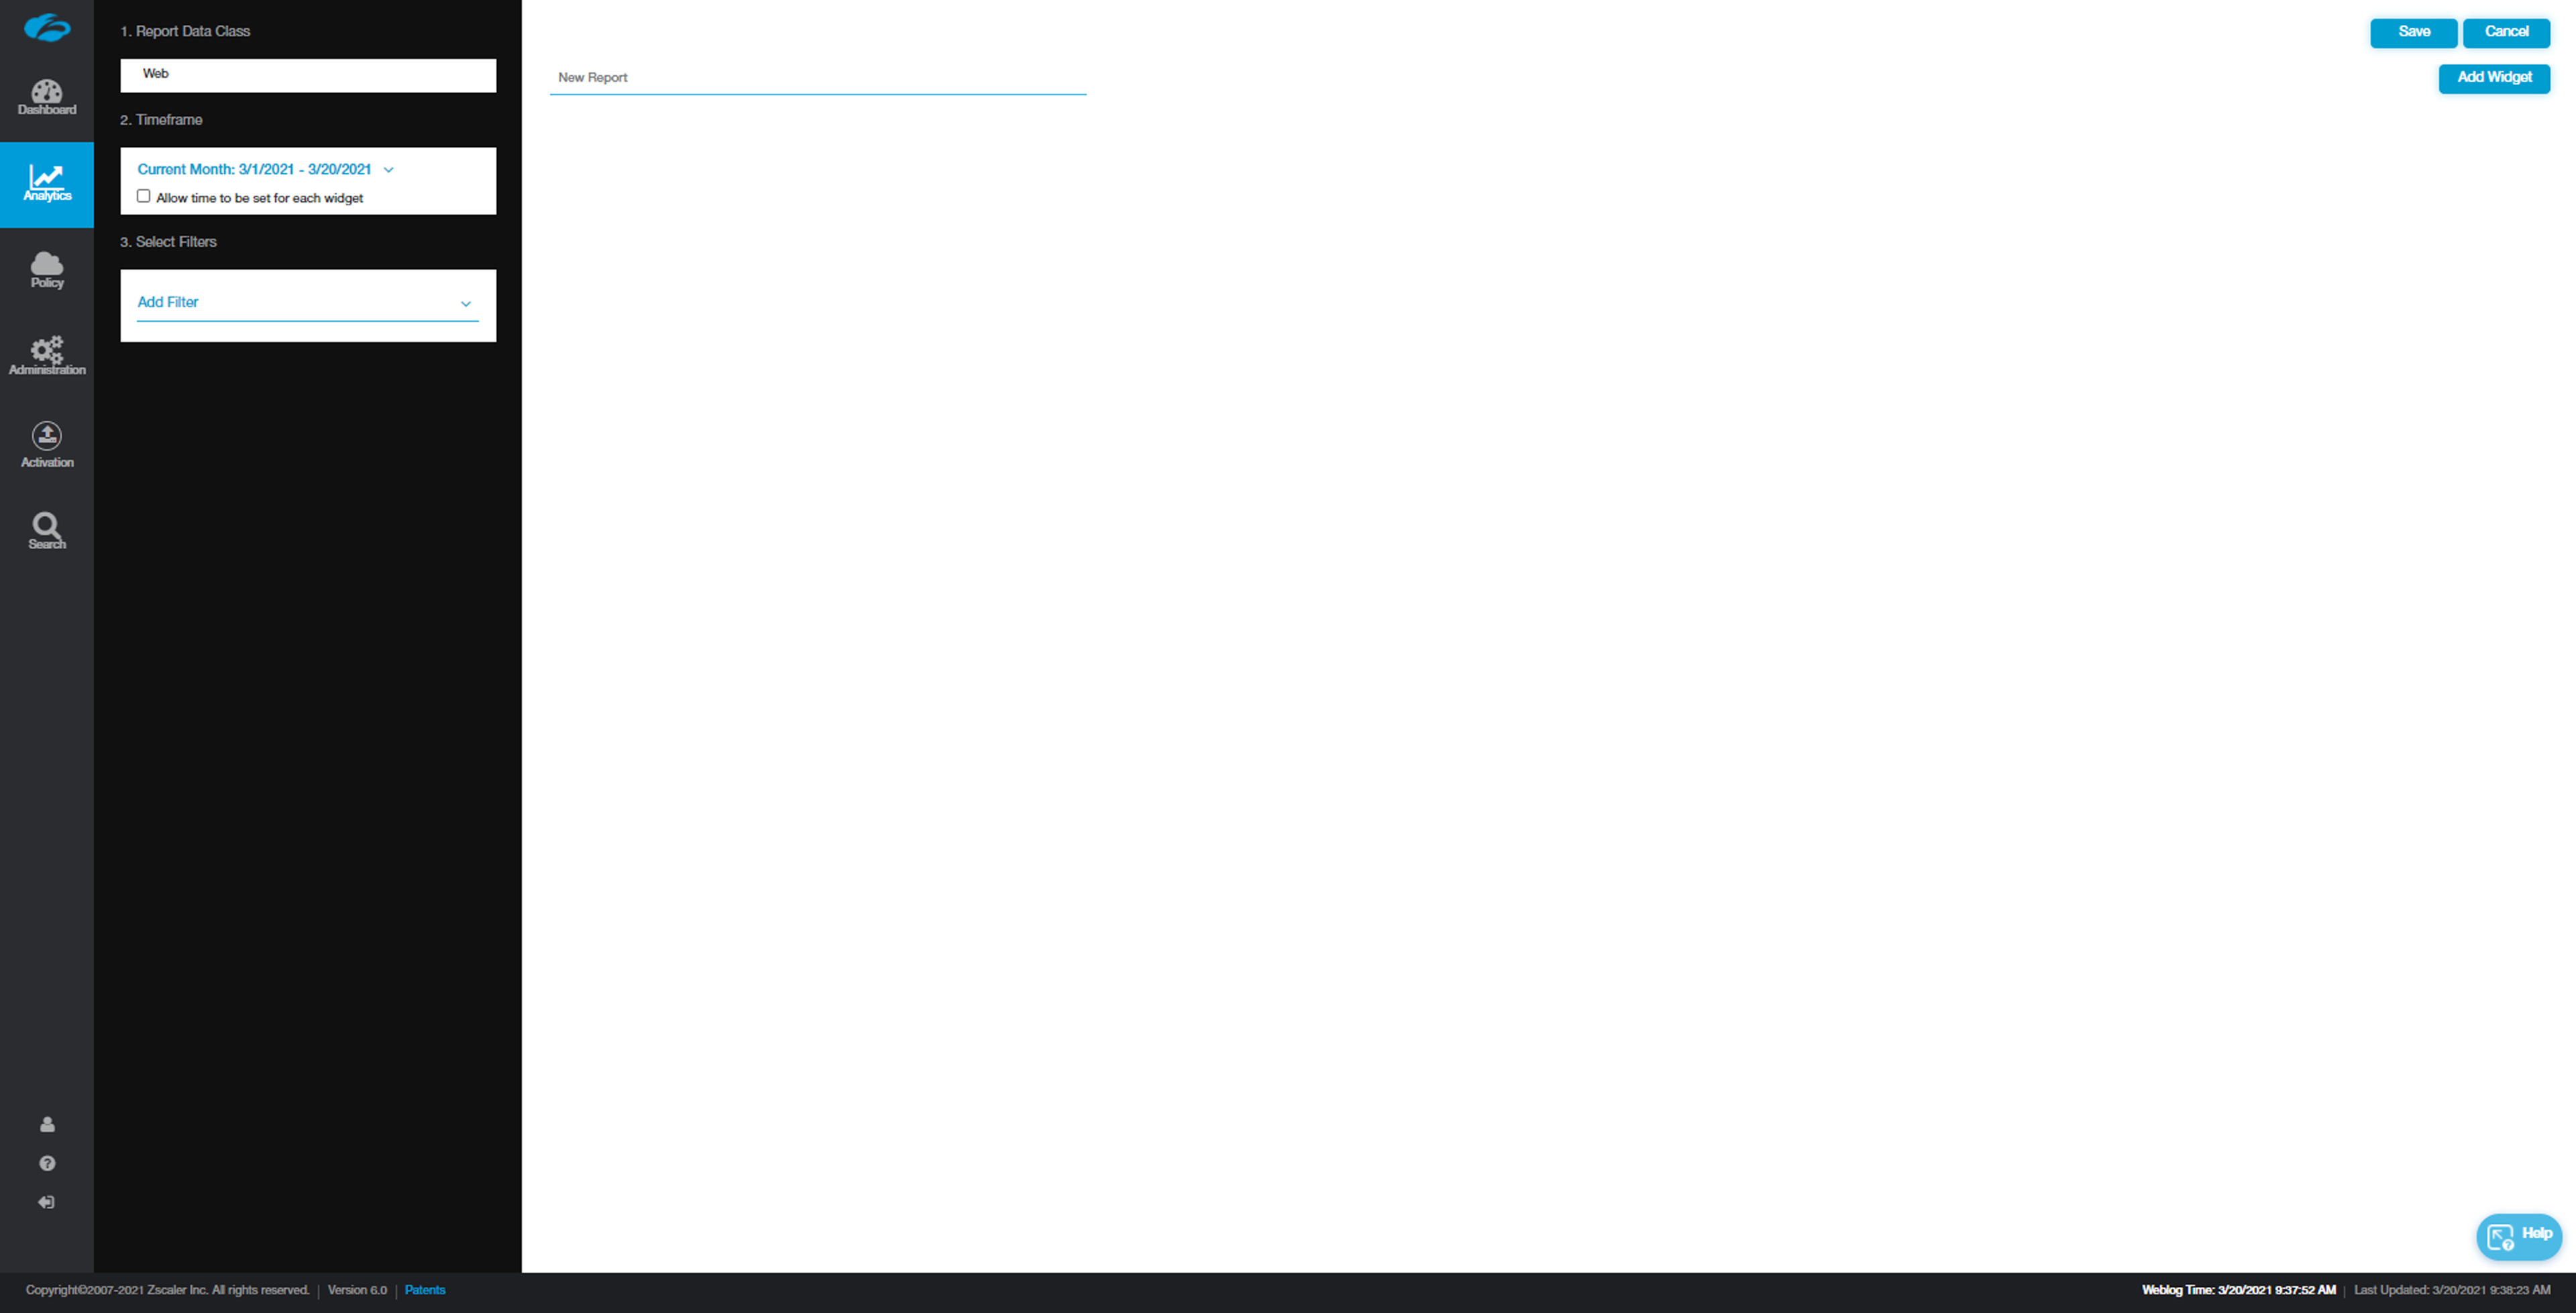 Dashboard
Analytics
Policy
Administration
Activation
Search
1. Report Data Class
Web
2. Timeframe
Current Month: 3/1/2021 - 3/20/2021
Allow time to be set for each widget
3. Select Filters
Add Filter
New Report
Save Cancel
Add Widget
Help
Copyright©2007-2021 Zscaler Inc. All rights reserved. | Version 6.0 | Patents
Weblog Time: 3/20/2021 9:37:52 AM | Last Updated: 3/20/2021 9:38:23 AM